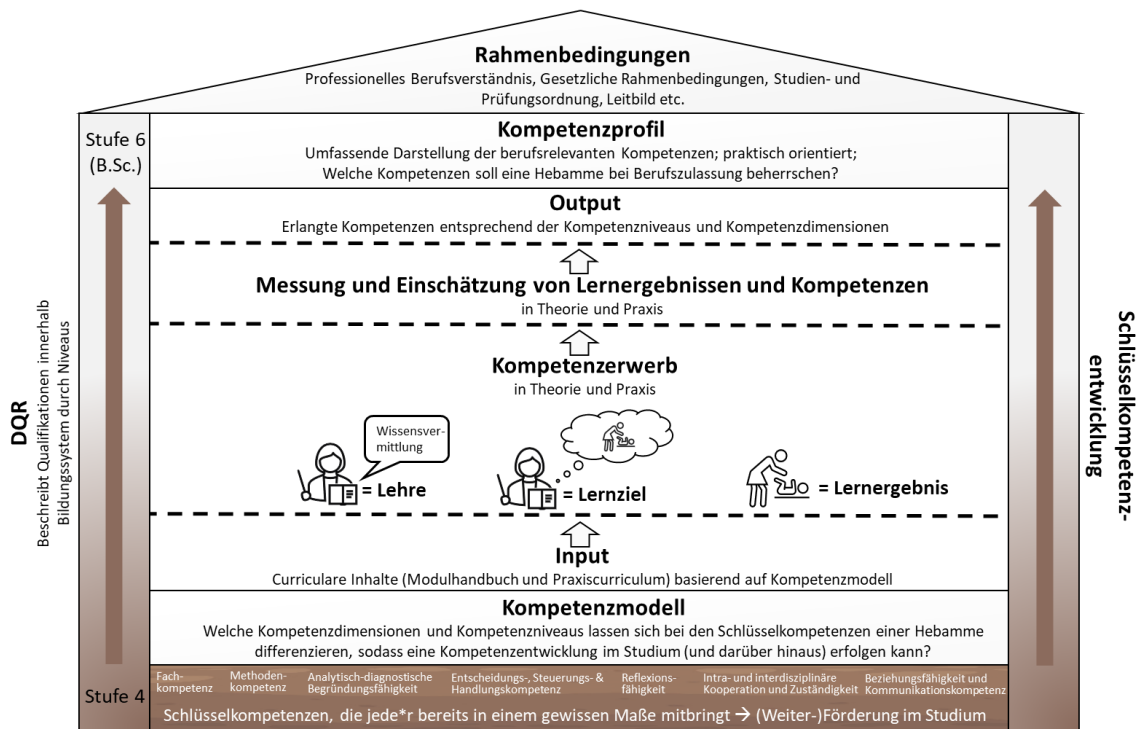 Rahmenbedingungen
Professionelles Berufsverständnis, Gesetzliche Rahmenbedingungen, Studien- und
Prüfungsordnung, Leitbild etc.
Stufe 6
(B.Sc.)
Kompetenzprofil
Umfassende Darstellung der berufsrelevanten Kompetenzen; praktisch orientiert;
Welche Kompetenzen soll eine Hebamme bei Berufszulassung beherrschen?
Output
Erlangte Kompetenzen entsprechend der Kompetenzniveaus und Kompetenzdimensionen
Messung und Einschätzung von Lernergebnissen und Kompetenzen
in Theorie und Praxis
Kompetenzerwerb
in Theorie und Praxis
Wissensver-
mittlung
= Lehre
= Lernziel
= Lernergebnis
Input
Curriculare Inhalte (Modulhandbuch und Praxiscurriculum) basierend auf Kompetenzmodell
Kompetenzmodell
Welche Kompetenzdimensionen und Kompetenzniveaus lassen sich bei den Schlüsselkompetenzen einer Hebamme
differenzieren, sodass eine Kompetenzentwicklung im Studium (und darüber hinaus) erfolgen kann?
DQR
Beschreibt Qualifikationen innerhalb
Bildungssystem durch Niveaus
Schlüsselkompetenz-
entwicklung
Stufe 4
Fach-
kompetenz
Methoden-
kompetenz
Analytisch-diagnostische
Begründungsfähigkeit
Entscheidungs-, Steuerungs- &
Handlungskompetenz
Reflexions-
fähigkeit
Intra- und interdisziplinäre
Kooperation und Zuständigkeit
Beziehungsfähigkeit und
Kommunikationskompetenz
Schlüsselkompetenzen, die jede*r bereits in einem gewissen Maße mitbringt → (Weiter-)Förderung im Studium